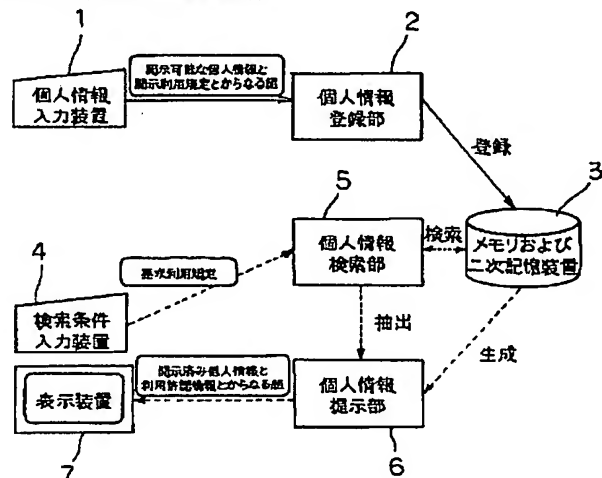 1
2
開示可能な個人情報と
開示利用規定とからなる組
個人情報
入力装置
個人情報
登録部
登録
3
5
メモリおよび
二次記憶装置
個人情報
検索部
検索
4
要求利用規定
検索条件
入力装置
抽出
生成
開示済み個人情報と
利用許諾情報とからなる組
個人情報
提示部
表示装置
7
6